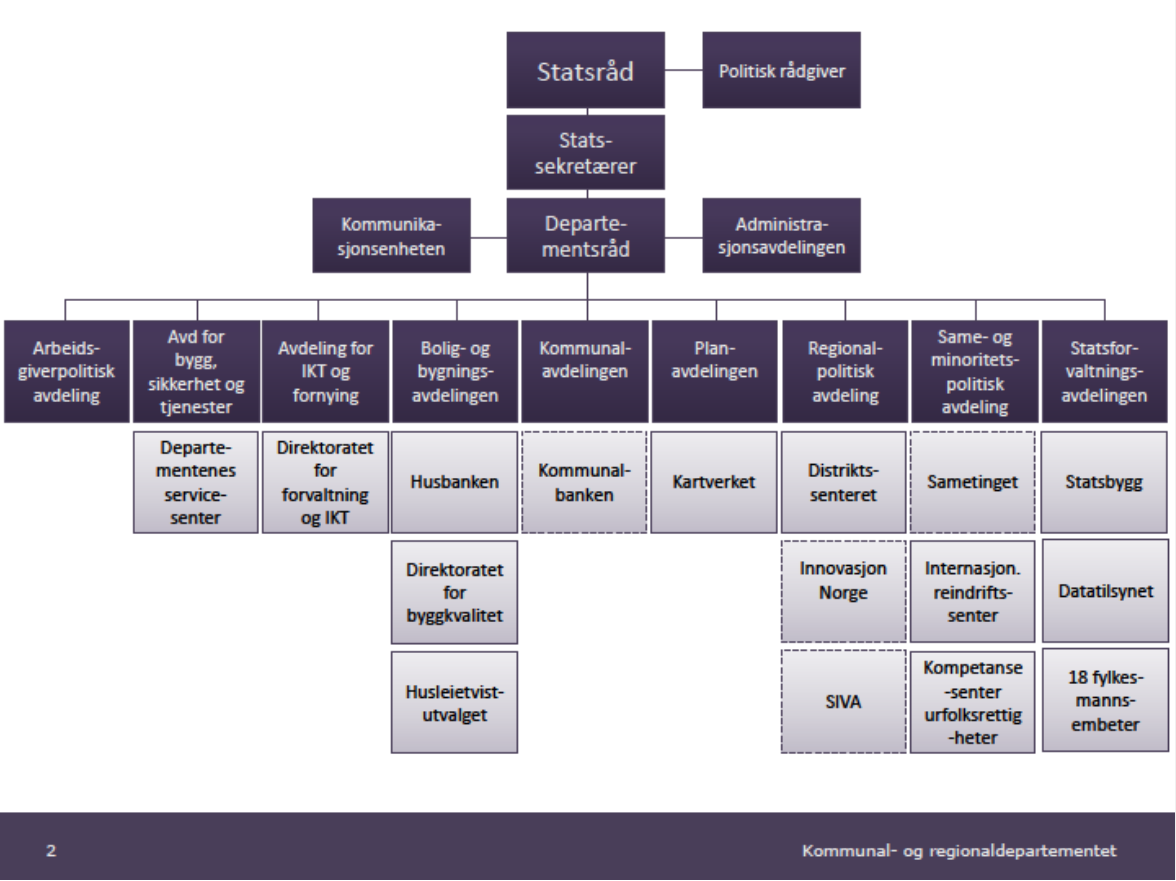 Statsråd
Politisk rådgiver
Stats-
sekretærer
Kommunika-
sjonsenheten
Departe-
mentsråd
Administra-
sjonsavdelingen
Arbeids-
giverpolitisk
avdeling
Avd for
bygg,
sikkerhet og
tjenester
Avdeling for
IKT og
fornying
Bolig- og
bygnings-
avdelingen
Kommunal-
avdelingen
Plan-
avdelingen
Regional-
politisk
avdeling
Same- og
minoritets-
politisk
avdeling
Statsfor-
valtnings-
avdelingen
Departe-
mentenes
service-
senter
Direktoratet
for
forvaltning
og IKT
Husbanken
Kommunal-
banken
Kartverket
Distrikts-
senteret
Sametinget
Statsbygg
Direktoratet
for
byggkvalitet
Innovasjon
Norge
Internasjon.
reindrifts-
senter
Datatilsynet
Husleietvist-
utvalget
SIVA
Kompetanse
-senter
urfolksrettig
-heter
18 fylkes-
manns-
embeter
2
Kommunal- og regionaldepartementet